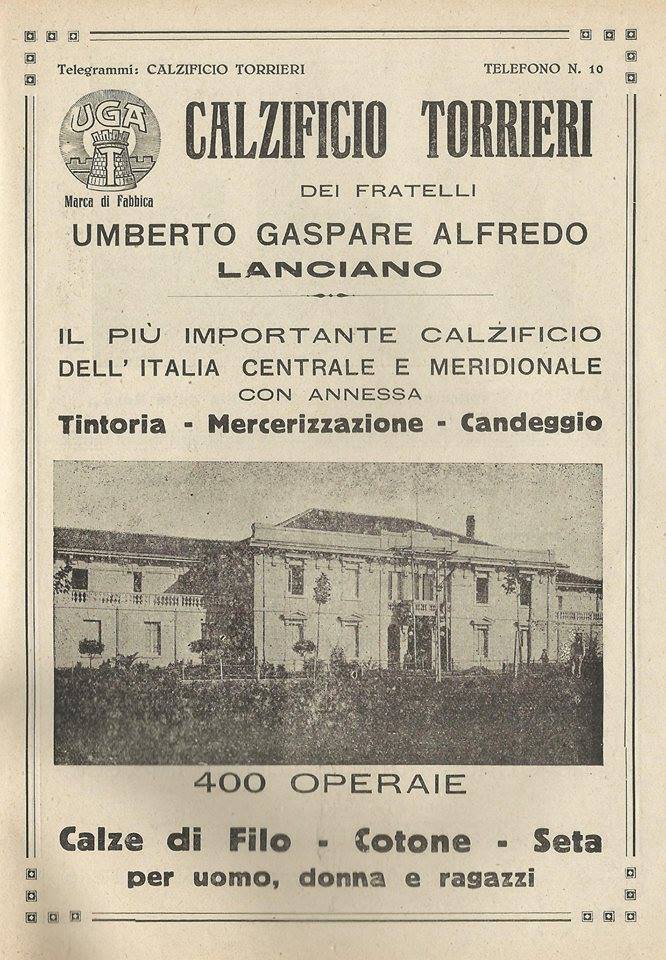 Telegrammi: CALZIFICIO TORRIERI TELEFONO N. 10
UGA
T
Marca di Fabbica
CALZIFICIO TORRIERI
DEI FRATELLI
UMBERTO GASPARE ALFREDO
LANCIANO
IL PIÙ IMPORTANTE CALZIFICIO
DELL' ITALIA CENTRALE E MERIDIONALE
CON ANNESSA
Tintoria - Mercerizzazione - Candeggio
400 OPERAIE
Calze di Filo - Cotone - Seta
per uomo, donna e ragazzi